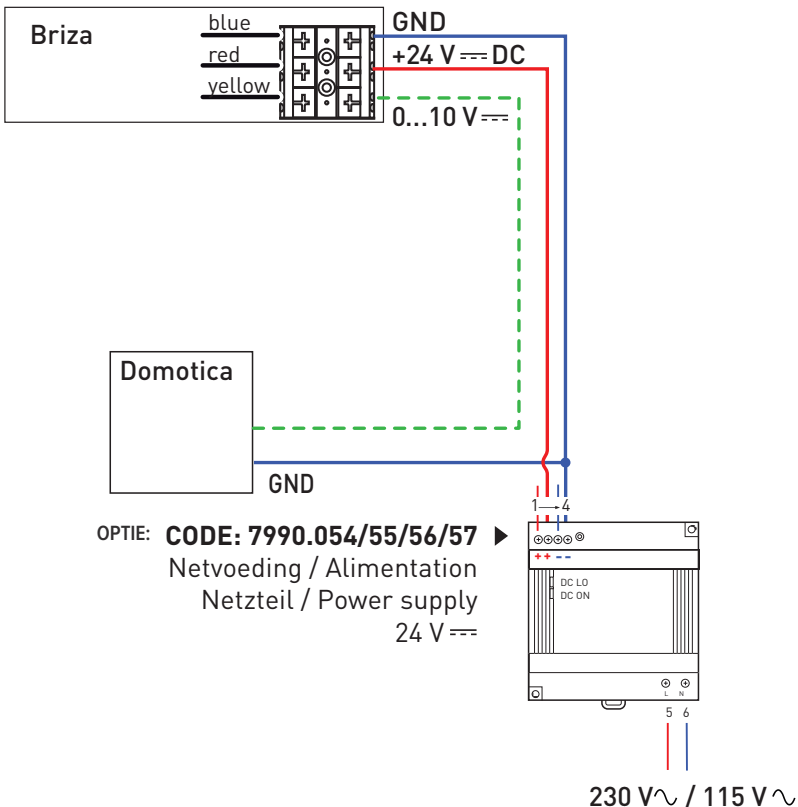 Briza
blue
red
yellow
GND
+24 V ⎓ DC
0...10 V ⎓
Domotica
GND
1→4
OPTIE: CODE: 7990.054/55/56/57 ▶
Netvoeding / Alimentation
Netzteil / Power supply
24 V ⎓
++--
DC LO
DC ON
L N
5 6
230 V∿ / 115 V∿